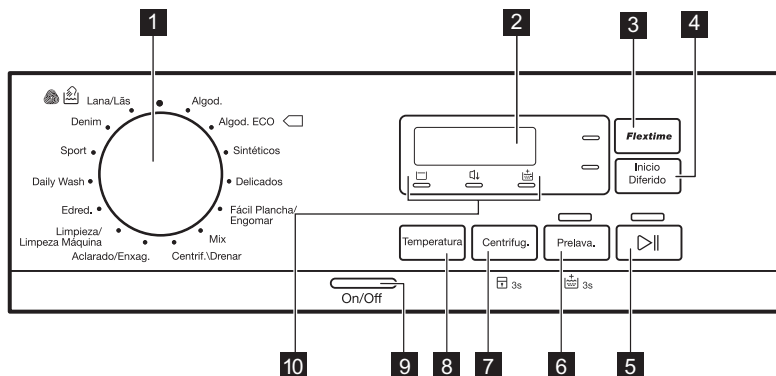 1
2
3
4
Lana/Lãs
Algod.
Denim
Algod. ECO
Sport
Sintéticos
Daily Wash
Delicados
Edred.
Fácil Plancha/
Engomar
Limpieza/
Limpeza Máquina
Mix
Aclarado/Enxag.
Centrif.\Drenar
Flextime
Inicio
Diferido
Temperatura
Centrifug.
Prelava.
3s
3s
On/Off
10
9
8
7
6
5